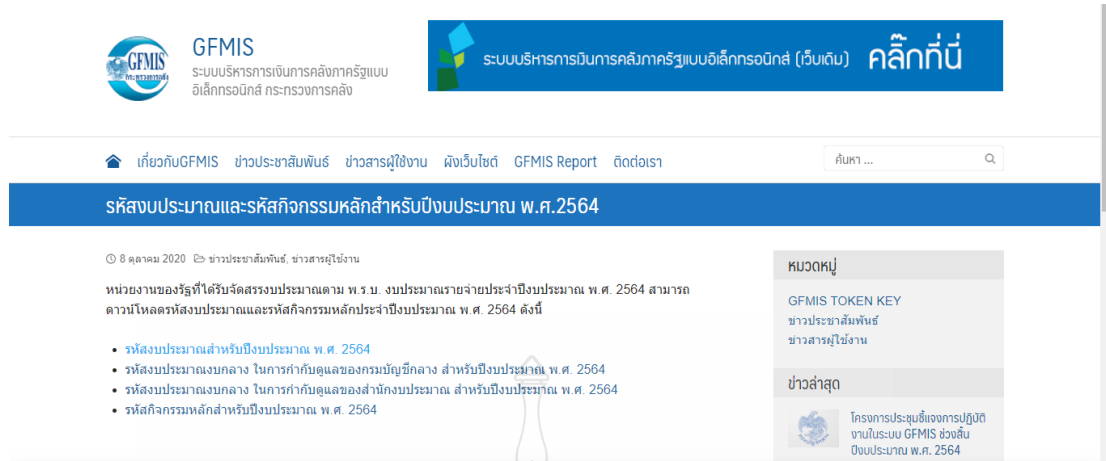 GFMIS
กระทรวงการคลัง
GFMIS
ระบบบริหารการเงินการคลังภาครัฐแบบ
อิเล็กทรอนิกส์ กระทรวงการคลัง
ระบบบริหารการเงินการคลังภาครัฐแบบอิเล็กทรอนิกส์ (เว็บเดิม) คลิ๊กที่นี่
เกี่ยวกับGFMIS ข่าวประชาสัมพันธ์ ข่าวสารผู้ใช้งาน ผังเว็บไซต์ GFMIS Report ติดต่อเรา
ค้นหา ...
รหัสงบประมาณและรหัสกิจกรรมหลักสำหรับปีงบประมาณ พ.ศ.2564
8 ตุลาคม 2020 ข่าวประชาสัมพันธ์, ข่าวสารผู้ใช้งาน
หน่วยงานของรัฐที่ได้รับจัดสรรงบประมาณตาม พ.ร.บ. งบประมาณรายจ่ายประจำปีงบประมาณ พ.ศ. 2564 สามารถ
ดาวน์โหลดรหัสงบประมาณและรหัสกิจกรรมหลักประจำปีงบประมาณ พ.ศ. 2564 ดังนี้
• รหัสงบประมาณสำหรับปีงบประมาณ พ.ศ. 2564
• รหัสงบประมาณงบกลาง ในการกำกับดูแลของกรมบัญชีกลาง สำหรับปีงบประมาณ พ.ศ. 2564
• รหัสงบประมาณงบกลาง ในการกำกับดูแลของสำนักงบประมาณ สำหรับปีงบประมาณ พ.ศ. 2564
• รหัสกิจกรรมหลักสำหรับปีงบประมาณ พ.ศ. 2564
หมวดหมู่
GFMIS TOKEN KEY
ข่าวประชาสัมพันธ์
ข่าวสารผู้ใช้งาน
ข่าวล่าสุด
โครงการประชุมชี้แจงการปฏิบัติ
งานในระบบ GFMIS ช่วงสิ้น
ปีงบประมาณ พ.ศ. 2564